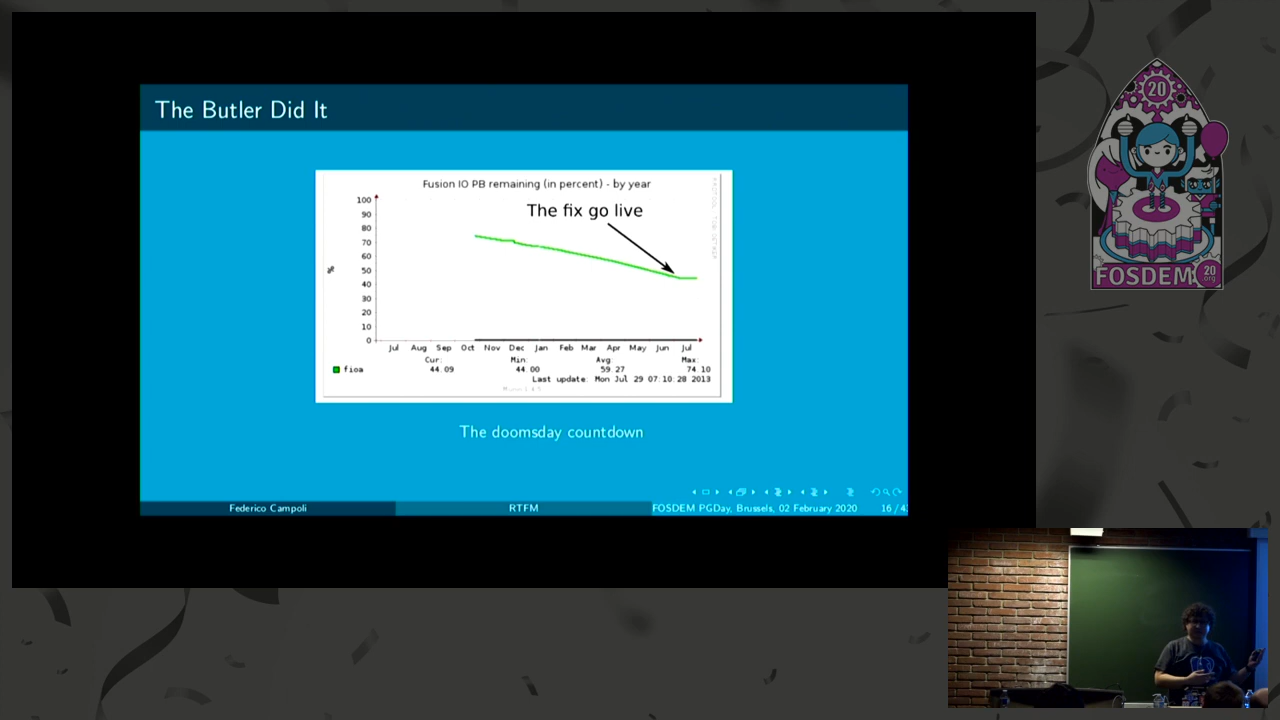 The Butler Did It
Fusion IO PB remaining (in percent) - by year
The fix go live
100
90
80
70
60
50
40
30
20
10
0
%
Jul Aug Sep Oct Nov Dec Jan Feb Mar Apr May Jun Jul
Cur: Min: Avg Max:
fioa 44.09 44.00 59.27 74.10
Last update: Mon Jul 29 07:10:28 2013
The doomsday countdown
Federico Campoli RTFM FOSDEM PGDay, Brussels, 02 February 2020 16 / 4
20
FOSDEM
20
.org